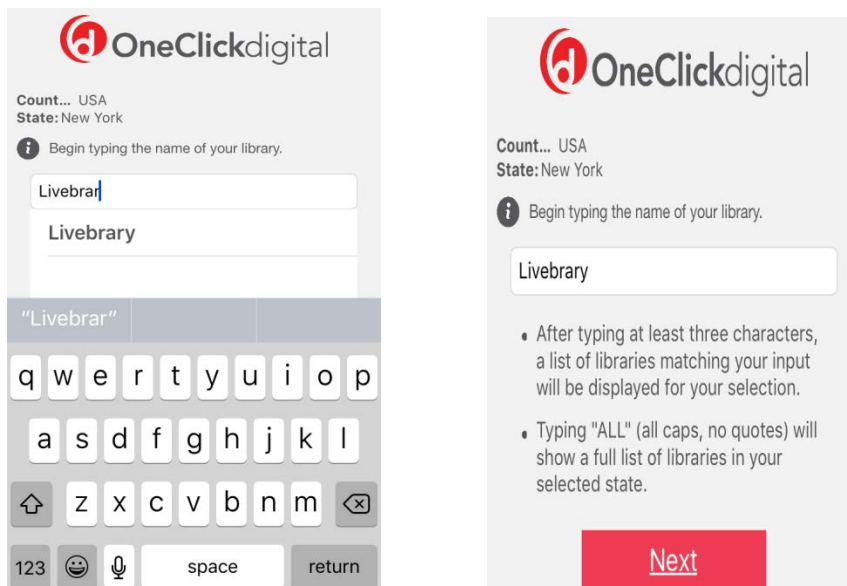 OneClickdigital
Count... USA
State: New York
Begin typing the name of your library.
Livebrar
Livebrary
"Livebrar"
q w e r t y u i o p
a s d f g h j k l
z x c v b n m
123 space return
OneClickdigital
Count... USA
State: New York
Begin typing the name of your library.
Livebrary
• After typing at least three characters,
a list of libraries matching your input
will be displayed for your selection.
• Typing "ALL" (all caps, no quotes) will
show a full list of libraries in your
selected state.
Next